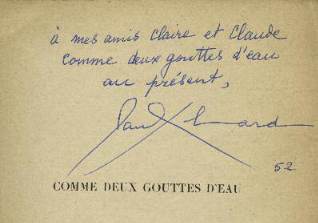 à mes amis Claire et Claude
comme deux gouttes d'eau
au présent,
Paul Eluard
52
COMME DEUX GOUTTES D'EAU